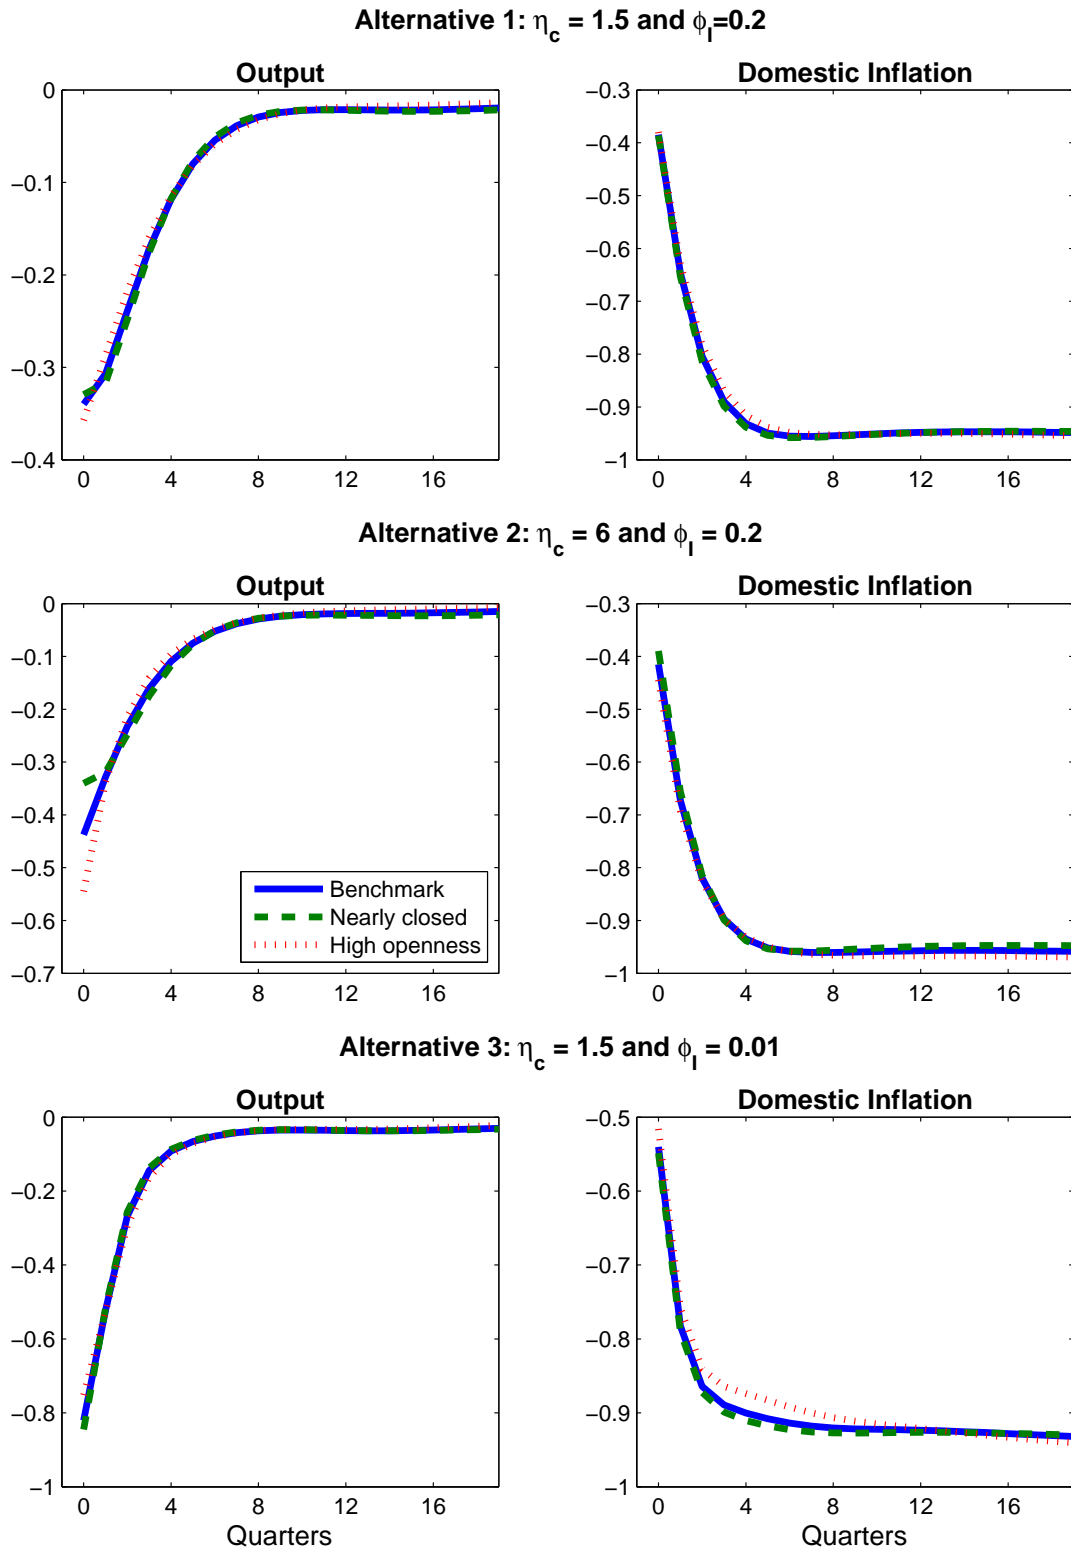 Alternative 1: η_c = 1.5 and ϕ_I=0.2
Output
Domestic Inflation
0
−0.1
−0.2
−0.3
−0.4
0 4 8 12 16
−0.3
−0.4
−0.5
−0.6
−0.7
−0.8
−0.9
−1
0 4 8 12 16
Alternative 2: η_c = 6 and ϕ_I = 0.2
Output
Domestic Inflation
0
−0.1
−0.2
−0.3
−0.4
−0.5
−0.6
−0.7
Benchmark
Nearly closed
High openness
0 4 8 12 16
−0.3
−0.4
−0.5
−0.6
−0.7
−0.8
−0.9
−1
0 4 8 12 16
Alternative 3: η_c = 1.5 and ϕ_I = 0.01
Output
Domestic Inflation
0
−0.2
−0.4
−0.6
−0.8
−1
0 4 8 12 16
Quarters
−0.5
−0.6
−0.7
−0.8
−0.9
−1
0 4 8 12 16
Quarters